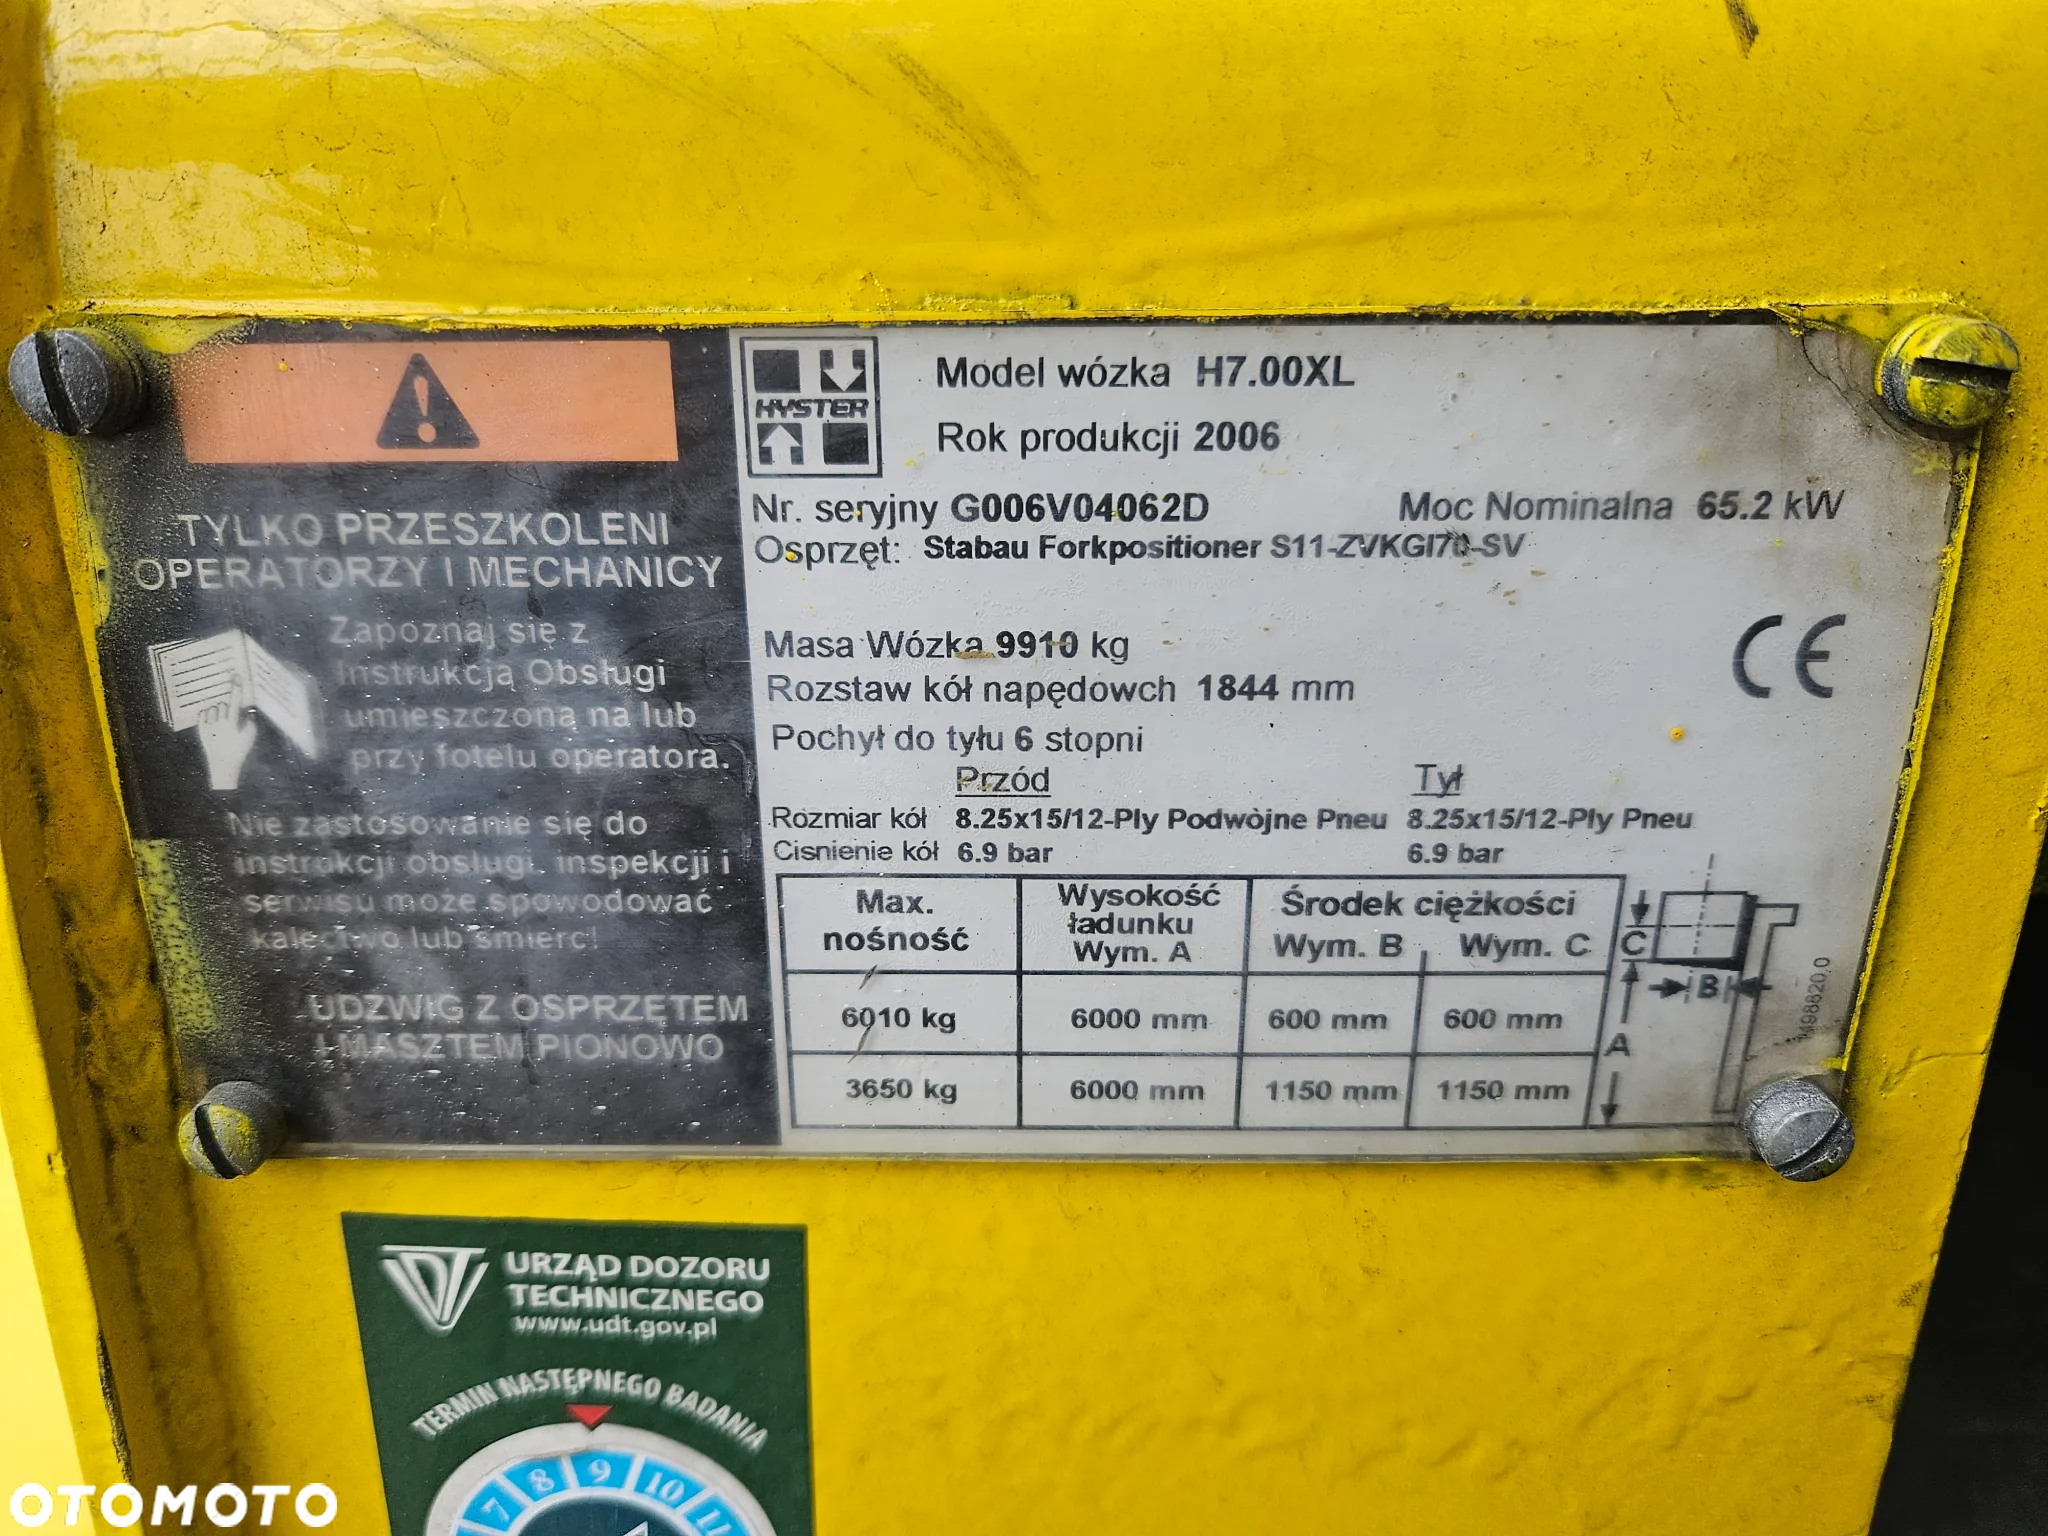 TYLKO PRZESZKOLENI
OPERATORZY I MECHANICY
Zapoznaj się z
Instrukcją Obsługi
umieszczoną na lub
przy fotelu operatora.
Nie zastosowanie się do
instrukcji obsługi, inspekcji i
serwisu może spowodować
kalectwo lub śmierć!
UDZWIG Z OSPRZĘTEM
I MASZTEM PIONOWO
HYSTER
Model wózka H7.00XL
Rok produkcji 2006
Nr. seryjny G006V04062D Moc Nominalna 65.2 kW
Osprzęt: Stabau Forkpositioner S11-ZVKGI70-SV
Masa Wózka 9910 kg
CE
Rozstaw kół napędowch 1844 mm
Pochył do tyłu 6 stopni
Przód Tył
Rozmiar kół 8.25x15/12-Ply Podwòjne Pneu 8.25x15/12-Ply Pneu
Cisnienie kół 6.9 bar 6.9 bar
Max. nośność Wysokość ładunku Wym. A Środek ciężkości Wym. B Wym. C
6010 kg 6000 mm 600 mm 600 mm
3650 kg 6000 mm 1150 mm 1150 mm
C
B
A
1498820.0
URZĄD DOZORU
TECHNICZNEGO
www.udt.gov.pl
TERMIN NASTĘPNEGO BADANIA
7 8 9 10 11
OTOMOTO